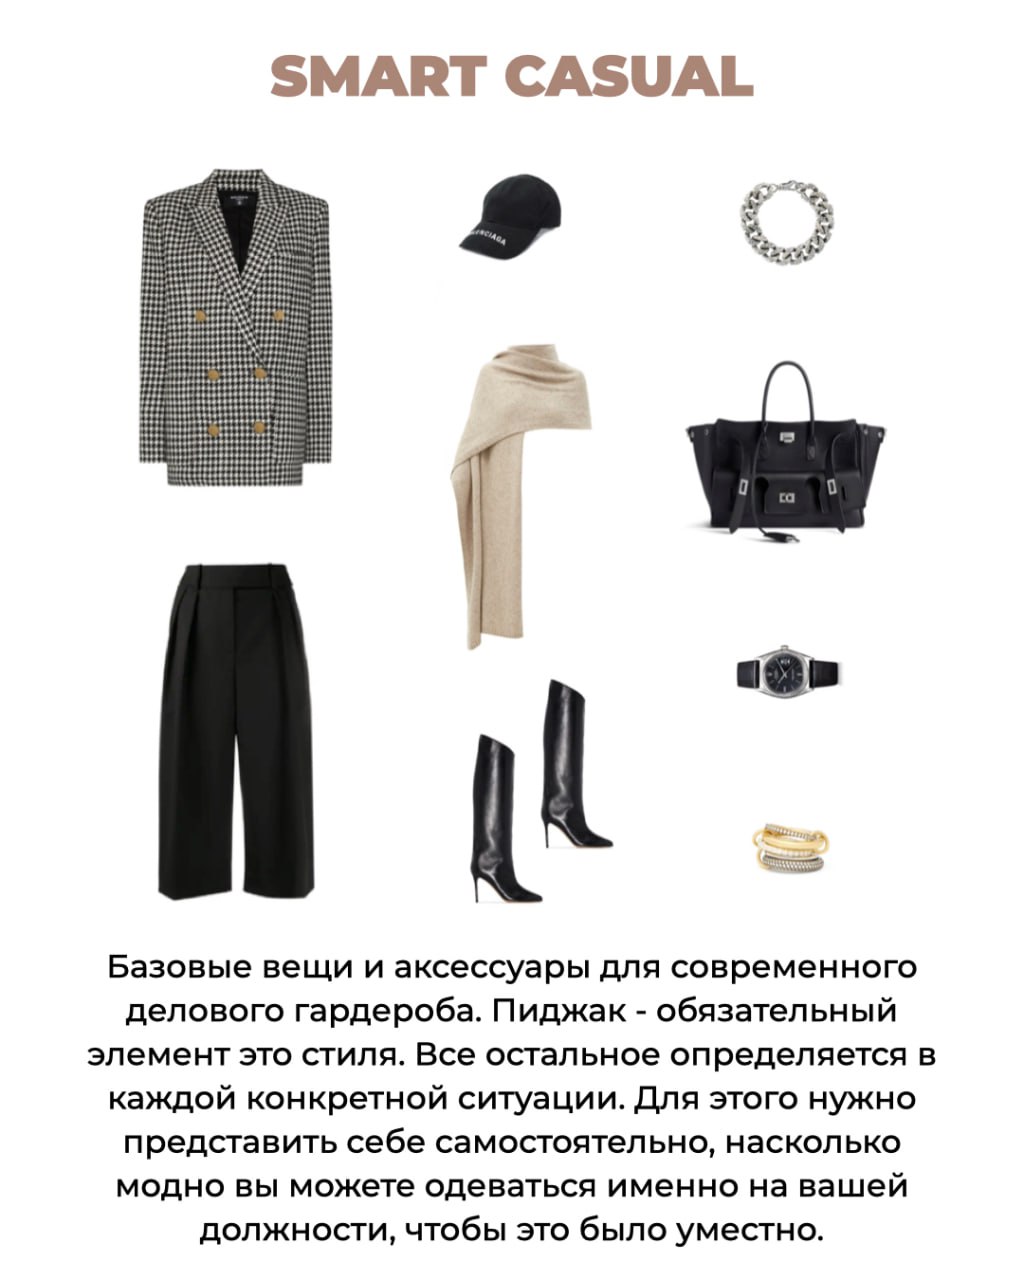 SMART CASUAL
Базовые вещи и аксессуары для современного
делового гардероба. Пиджак - обязательный
элемент это стиля. Все остальное определяется в
каждой конкретной ситуации. Для этого нужно
представить себе самостоятельно, насколько
модно вы можете одеваться именно на вашей
должности, чтобы это было уместно.